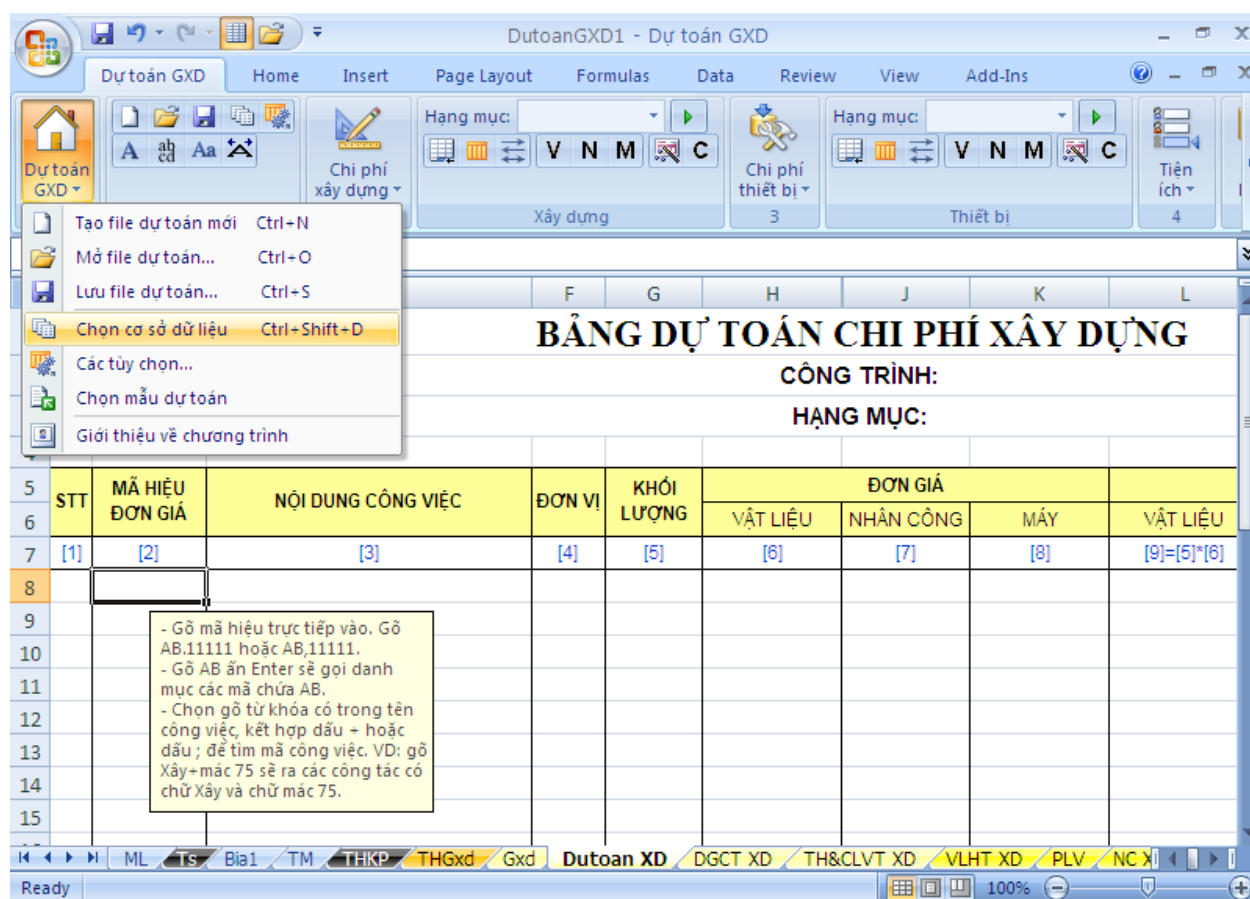 DutoanGXD1 - Dự toán GXD
Dự toán GXD Home Insert Page Layout Formulas Data Review View Add-Ins
Hạng mục: Hạng mục:
A ab cd Aa V N M C V N M C
Dự toán GXD
Chi phí xây dựng
Chi phí thiết bị
Tiện ích
Xây dựng 3 Thiết bị 4
Tạo file dự toán mới Ctrl+N
Mở file dự toán... Ctrl+O
Lưu file dự toán... Ctrl+S
Chọn cơ sở dữ liệu Ctrl+Shift+D
Các tùy chọn...
Chọn mẫu dự toán
Giới thiệu về chương trình
F G H J K L
BẢNG DỰ TOÁN CHI PHÍ XÂY DỰNG
CÔNG TRÌNH:
HẠNG MỤC:
5 STT MÃ HIỆU ĐƠN GIÁ NỘI DUNG CÔNG VIỆC ĐƠN VỊ KHỐI LƯỢNG ĐƠN GIÁ
6 VẬT LIỆU NHÂN CÔNG MÁY VẬT LIỆU
7 [1] [2] [3] [4] [5] [6] [7] [8] [9]=[5]*[6]
8
9
10
11
12
13
14
15
- Gõ mã hiệu trực tiếp vào. Gõ
AB.11111 hoặc AB,11111.
- Gõ AB ấn Enter sẽ gọi danh
mục các mã chứa AB.
- Chọn gõ từ khóa có trong tên
công việc, kết hợp dấu + hoặc
dấu ; để tìm mã công việc. VD: gõ
Xây+mác 75 sẽ ra các công tác có
chữ Xây và chữ mác 75.
ML Ts Bia1 TM THKP THGxd Gxd Dutoan XD DGCT XD TH&CLVT XD VLHT XD PLV NC X
Ready 100%